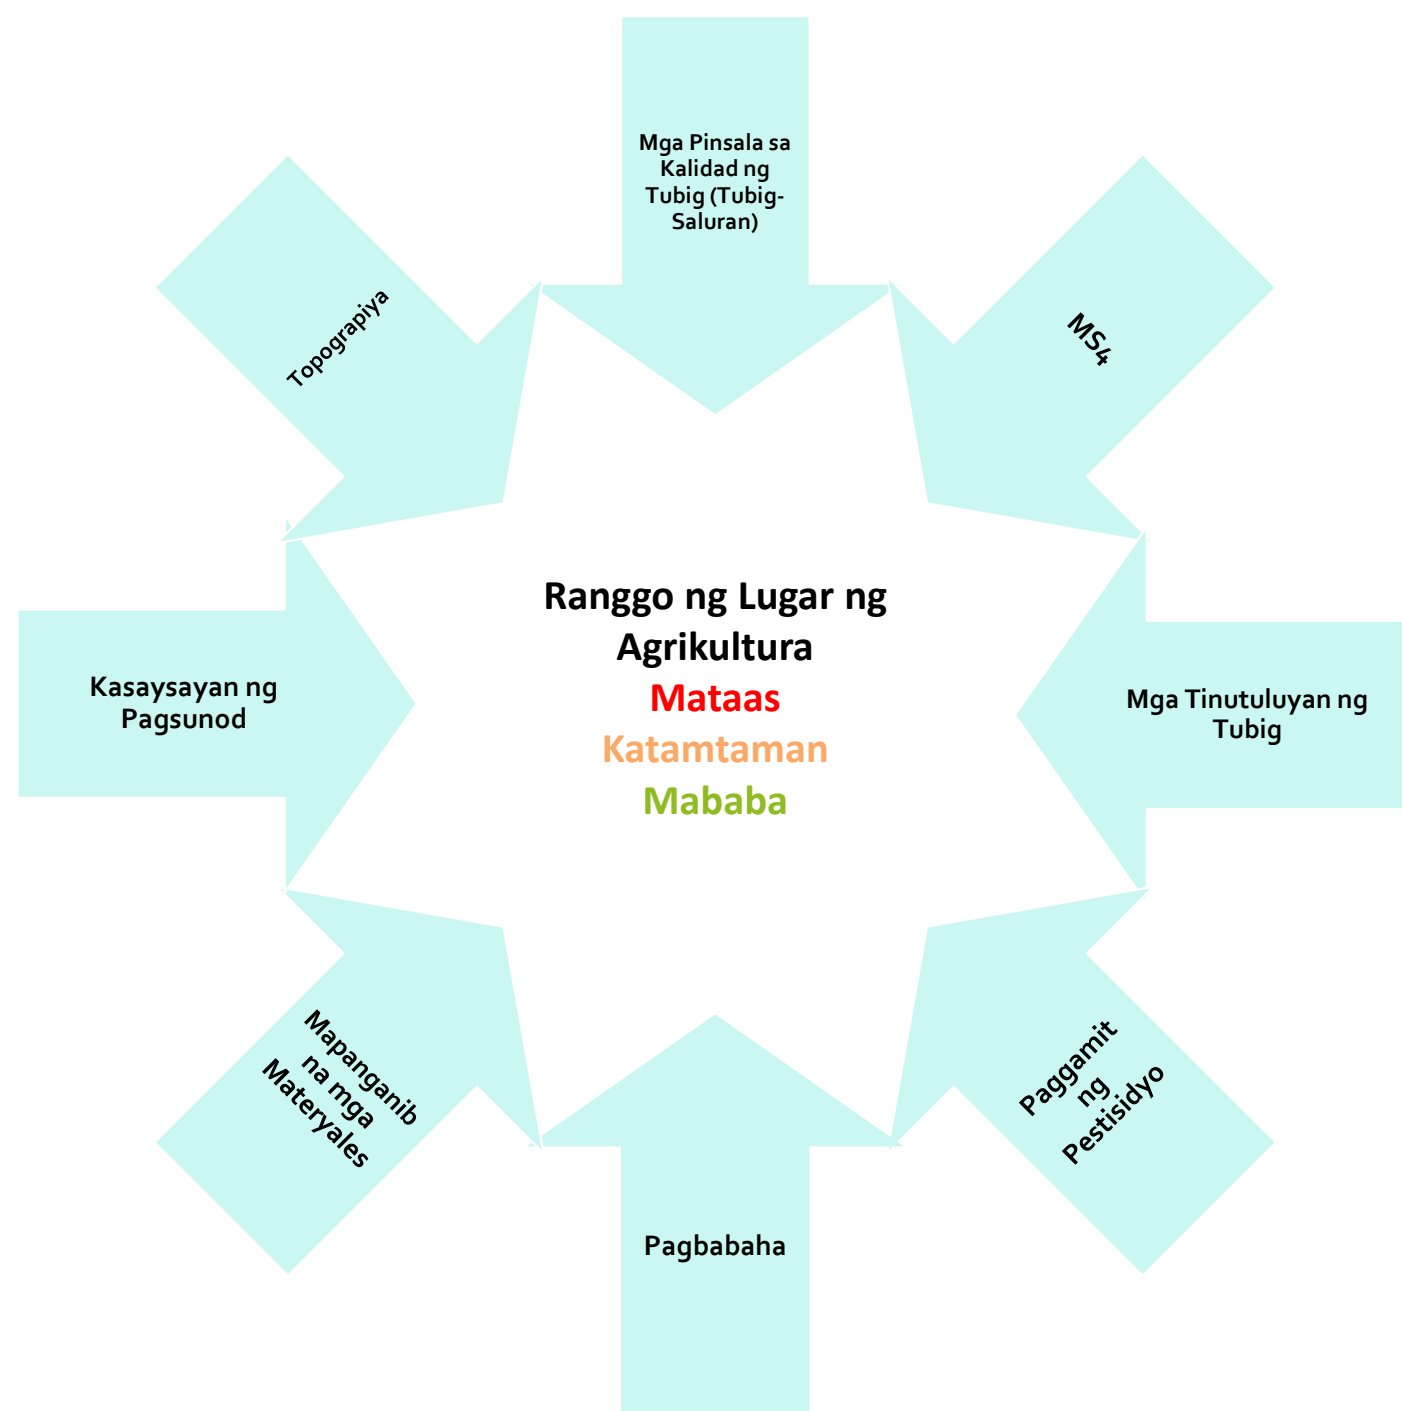 Mga Pinsala sa
Kalidad ng
Tubig (Tubig-
Saluran)
MS4
Mga Tinutuluyan ng
Tubig
Paggamit
ng
Pestisidyo
Pagbabaha
Mapanganib
na mga
Materyales
Kasaysayan ng
Pagsunod
Topograpiya
Ranggo ng Lugar ng
Agrikultura
Mataas
Katamtaman
Mababa